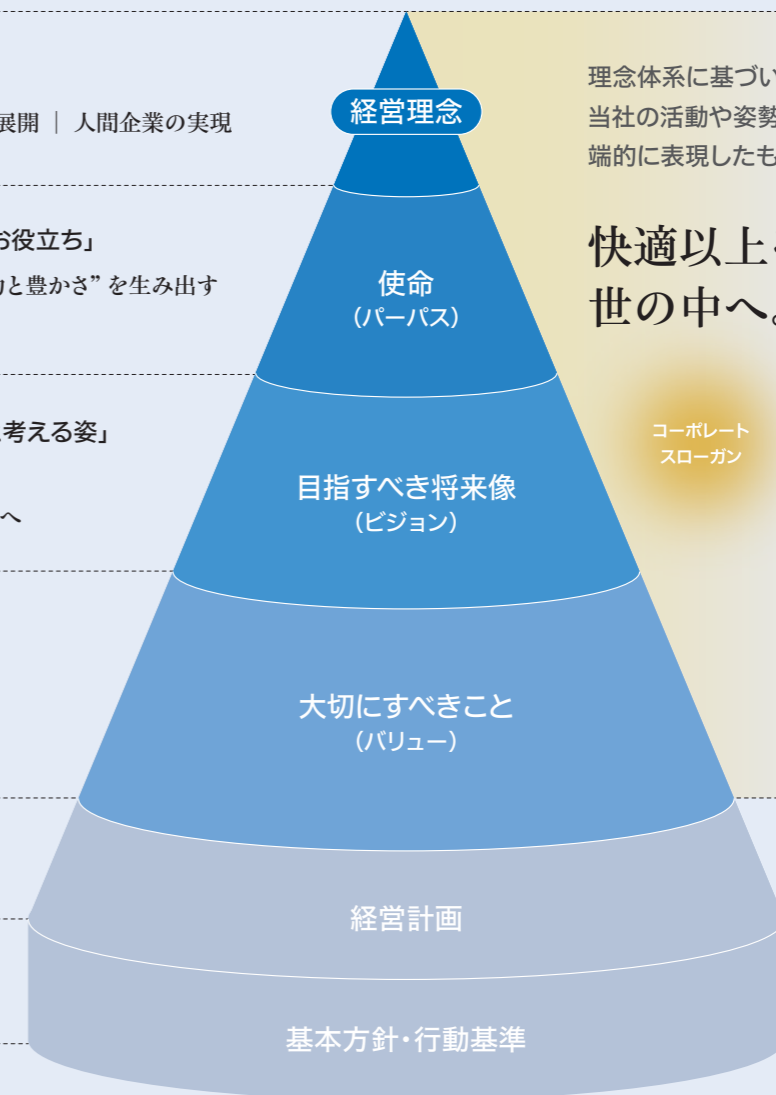 展開 ｜ 人間企業の実現
お役立ち」
と豊かさ” を生み出す
考える姿」
へ
経営理念
使命
（パーパス）
目指すべき将来像
（ビジョン）
大切にすべきこと
（バリュー）
経営計画
基本方針・行動基準
理念体系に基づい
当社の活動や姿勢
端的に表現したも
快適以上
世の中へ。
コーポレート
スローガン